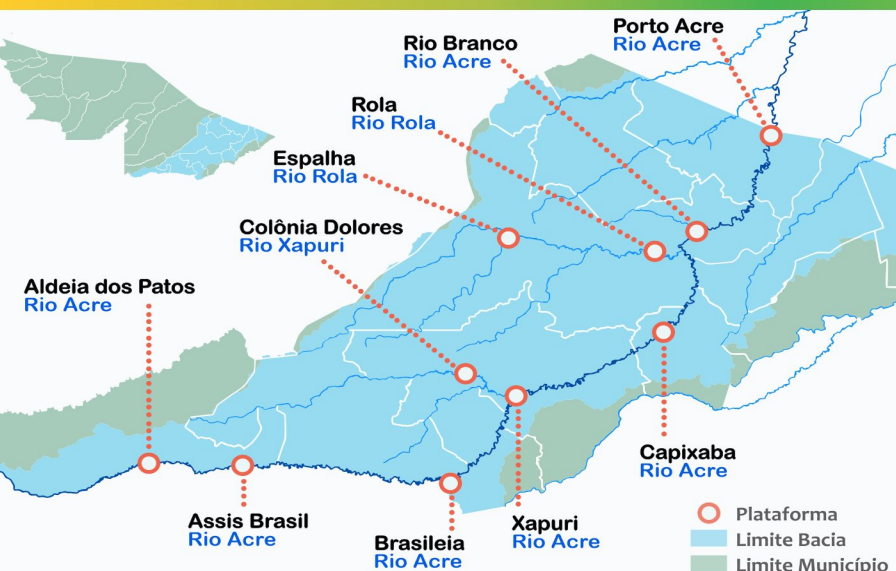 Porto Acre
Rio Acre
Rio Branco
Rio Acre
Rola
Rio Rola
Espalha
Rio Rola
Colônia Dolores
Rio Xapuri
Aldeia dos Patos
Rio Acre
Capixaba
Rio Acre
Assis Brasil
Rio Acre
Xapuri
Rio Acre
Brasileia
Rio Acre
Plataforma
Limite Bacia
Limite Município